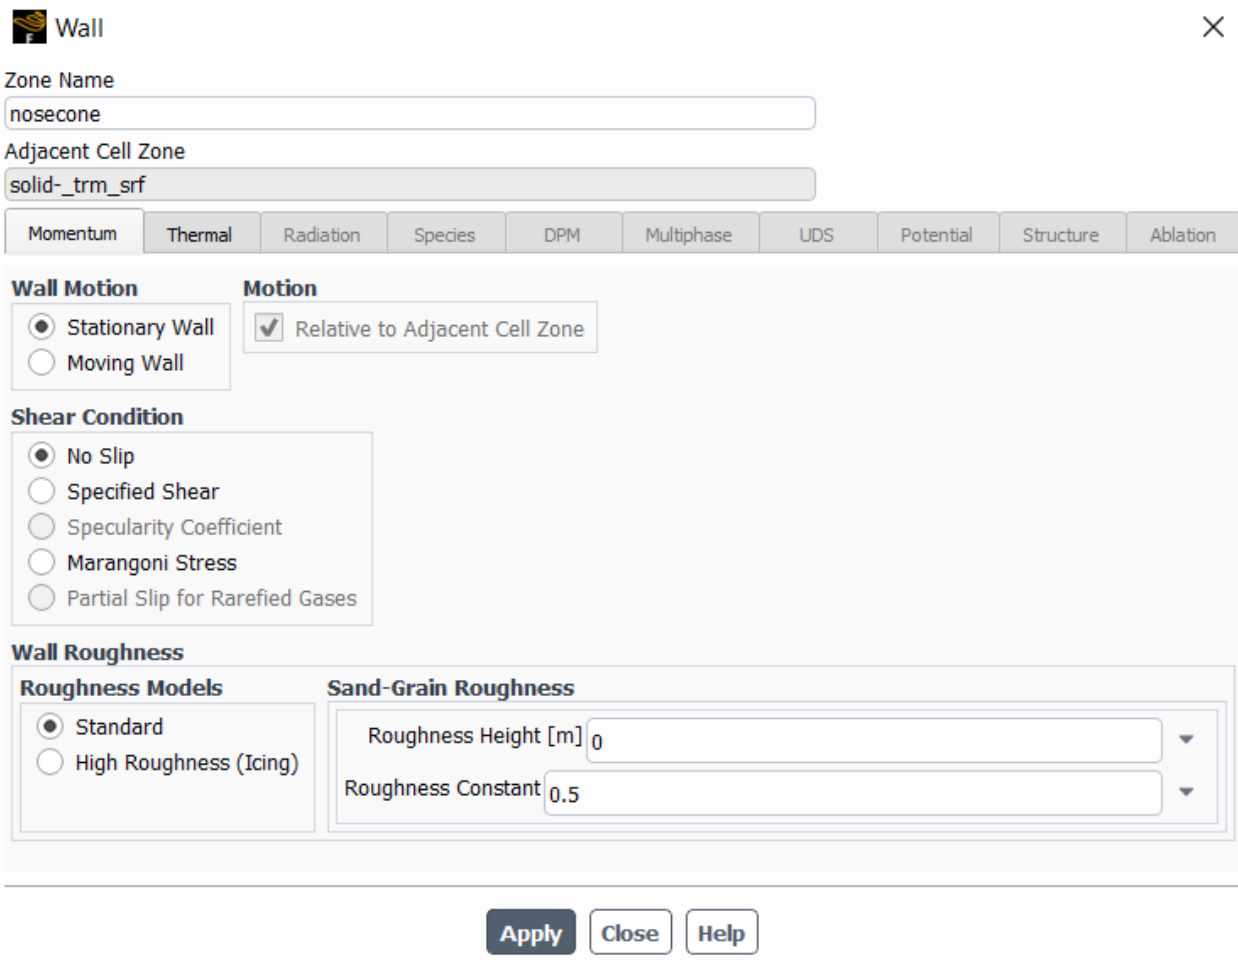 Wall
Zone Name
nosecone
Adjacent Cell Zone
solid-_trm_srf
Momentum Thermal Radiation Species DPM Multiphase UDS Potential Structure Ablation
Wall Motion Motion
Stationary Wall Relative to Adjacent Cell Zone
Moving Wall
Shear Condition
No Slip
Specified Shear
Specularity Coefficient
Marangoni Stress
Partial Slip for Rarefied Gases
Wall Roughness
Roughness Models Sand-Grain Roughness
Standard Roughness Height [m] 0
High Roughness (Icing) Roughness Constant 0.5
Apply Close Help